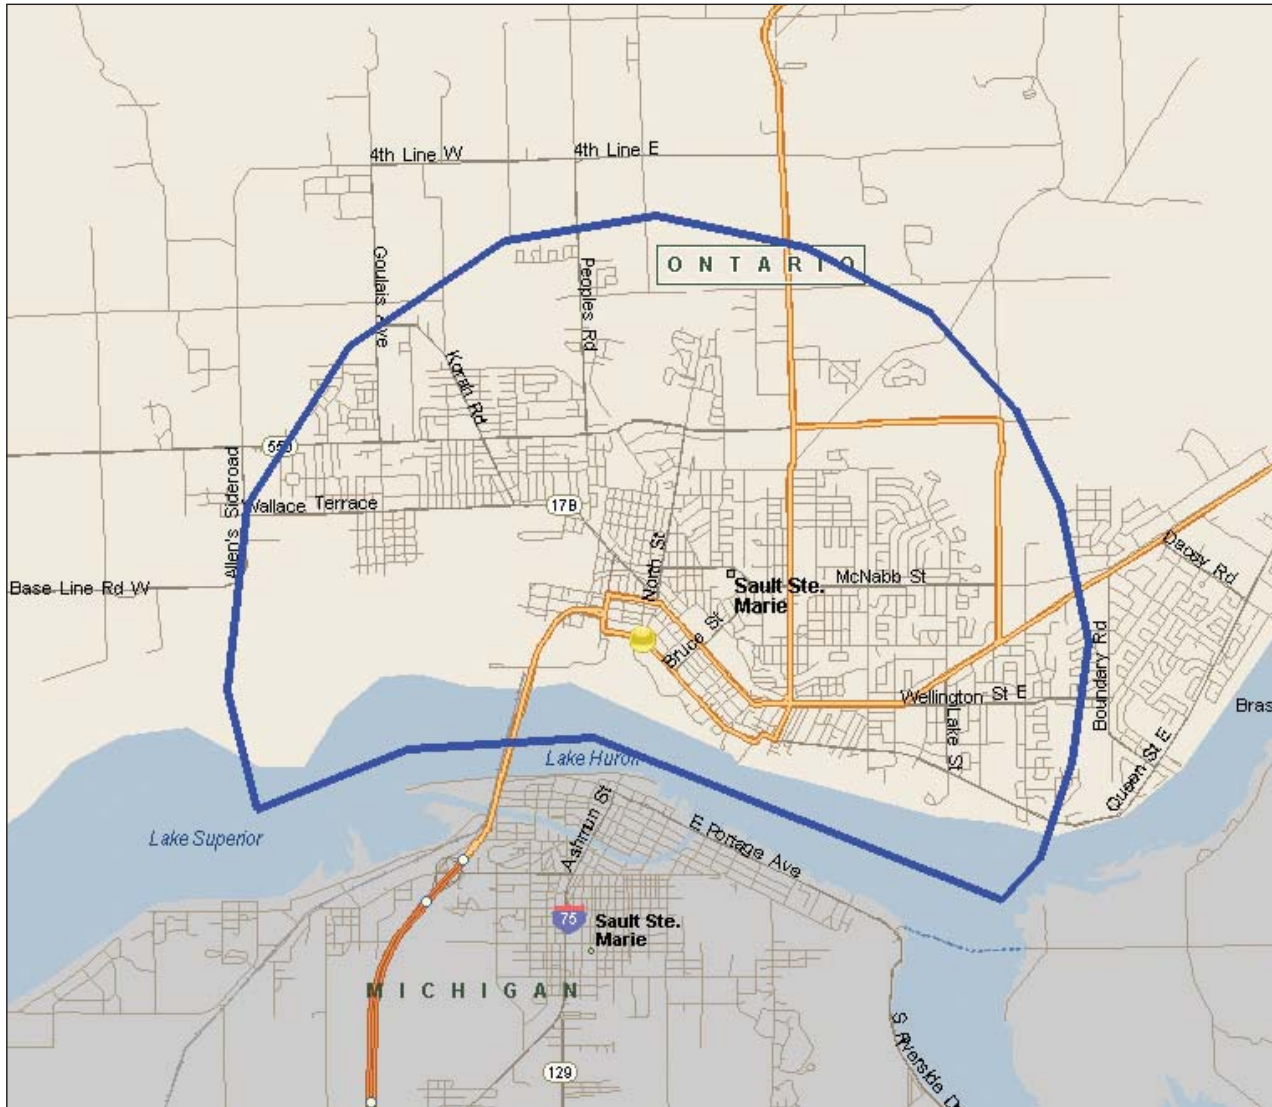 4th Line W
4th Line E
ONTARIO
Goulais Ave
Peoples Rd
Korah Rd
550
Allen's Sideroad
Wallace Terrace
17B
North St
Dacey Rd
Base Line Rd W
McNabb St
Sault Ste.
Marie
Bruce St
Boundary Rd
Wellington St E
Lake St
Bras
Queen St E
Lake Huron
Lake Superior
Ashmun St
E Portage Ave
75
Sault Ste.
Marie
MICHIGAN
S Riverside D
129